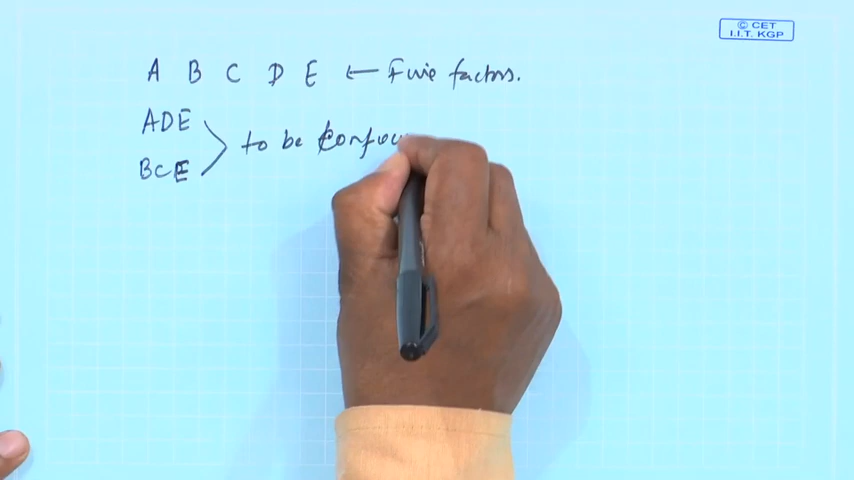 © CET
I.I.T. KGP
A B C D E ← Five factors.
ADE
to be
BCE